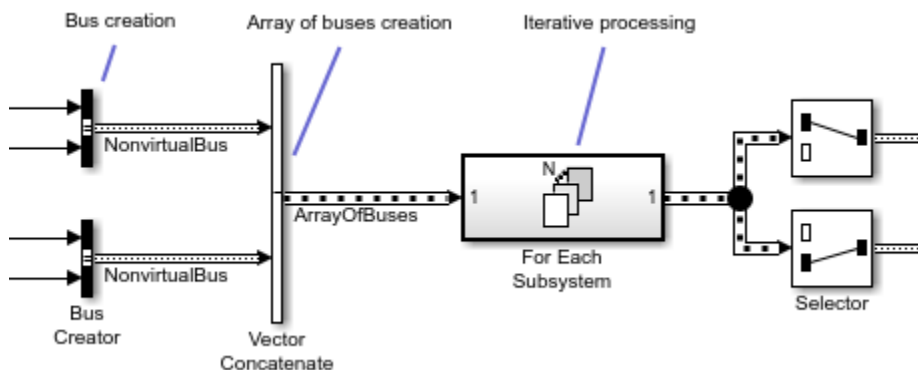 Bus creation
Array of buses creation
Iterative processing
NonvirtualBus
N
1
1
ArrayOfBuses
NonvirtualBus
For Each
Subsystem
Selector
Bus
Creator
Vector
Concatenate